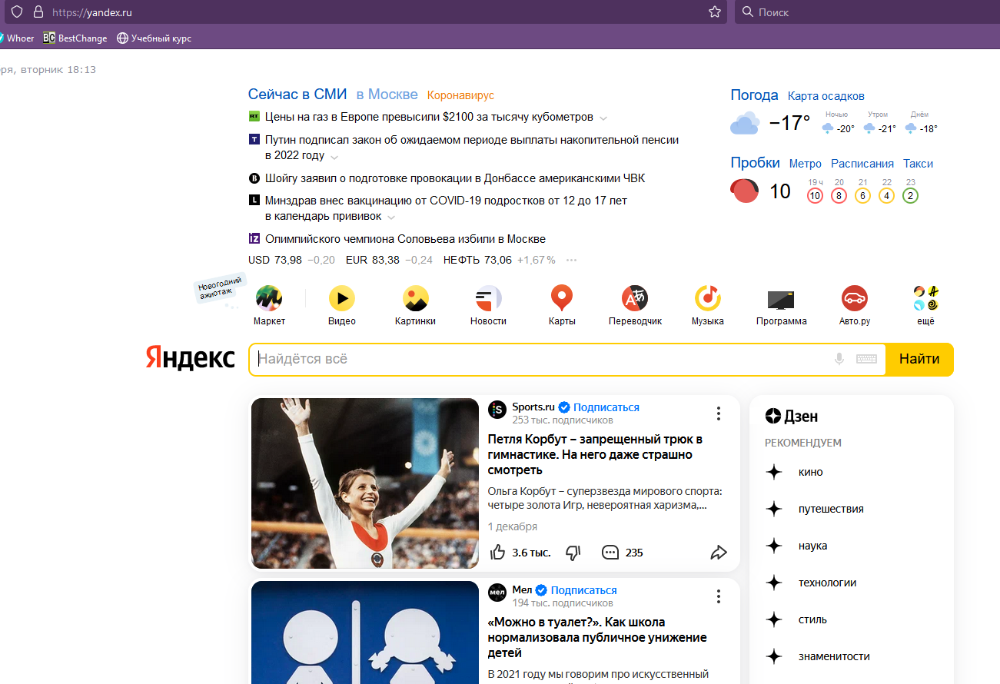 https://yandex.ru
Поиск
Whoer
BC BestChange
Учебный курс
ря, вторник 18:13
Сейчас в СМИ в Москве Коронавирус
RT Цены на газ в Европе превысили $2100 за тысячу кубометров
Т Путин подписал закон об ожидаемом периоде выплаты накопительной пенсии
в 2022 году
В Шойгу заявил о подготовке провокации в Донбассе американскими ЧВК
L Минздрав внес вакцинацию от COVID-19 подростков от 12 до 17 лет
в календарь прививок
iz Олимпийского чемпиона Соловьева избили в Москве
USD 73,98 −0,20 EUR 83,38 −0,24 НЕФТЬ 73,06 +1,67% ···
Погода Карта осадков
−17° Ночью -20° Утром -21° Днём -18°
Пробки Метро Расписания Такси
10
19 ч 20 21 22 23
10 8 6 4 2
Новогодний
ажиотаж
Маркет Видео Картинки Новости Карты Переводчик Музыка Программа Авто.ру ещё
Яндекс
Найдётся всё
Найти
S Sports.ru Подписаться
253 тыс. подписчиков
Петля Корбут – запрещенный трюк в
гимнастике. На него даже страшно
смотреть
Ольга Корбут – суперзвезда мирового спорта:
четыре золота Игр, невероятная харизма,...
1 декабря
3.6 тыс. 235
мел Мел Подписаться
194 тыс. подписчиков
«Можно в туалет?». Как школа
нормализовала публичное унижение
детей
В 2021 году мы говорим про искусственный
Дзен
РЕКОМЕНДУЕМ
кино
путешествия
наука
технологии
стиль
знаменитости